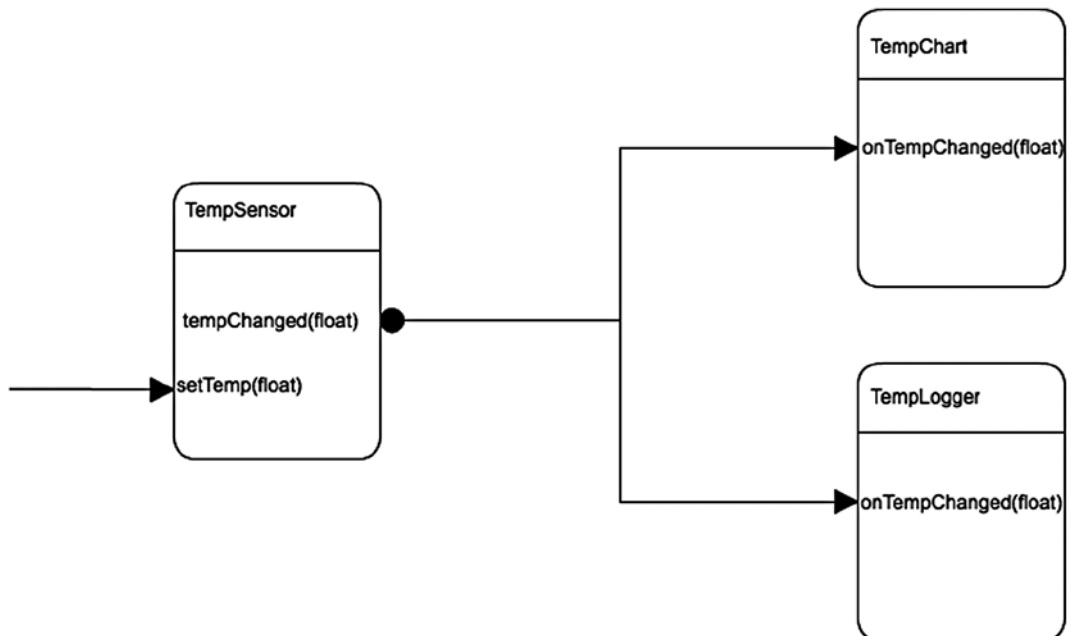 TempChart
onTempChanged(float)
TempSensor
tempChanged(float)
setTemp(float)
TempLogger
onTempChanged(float)